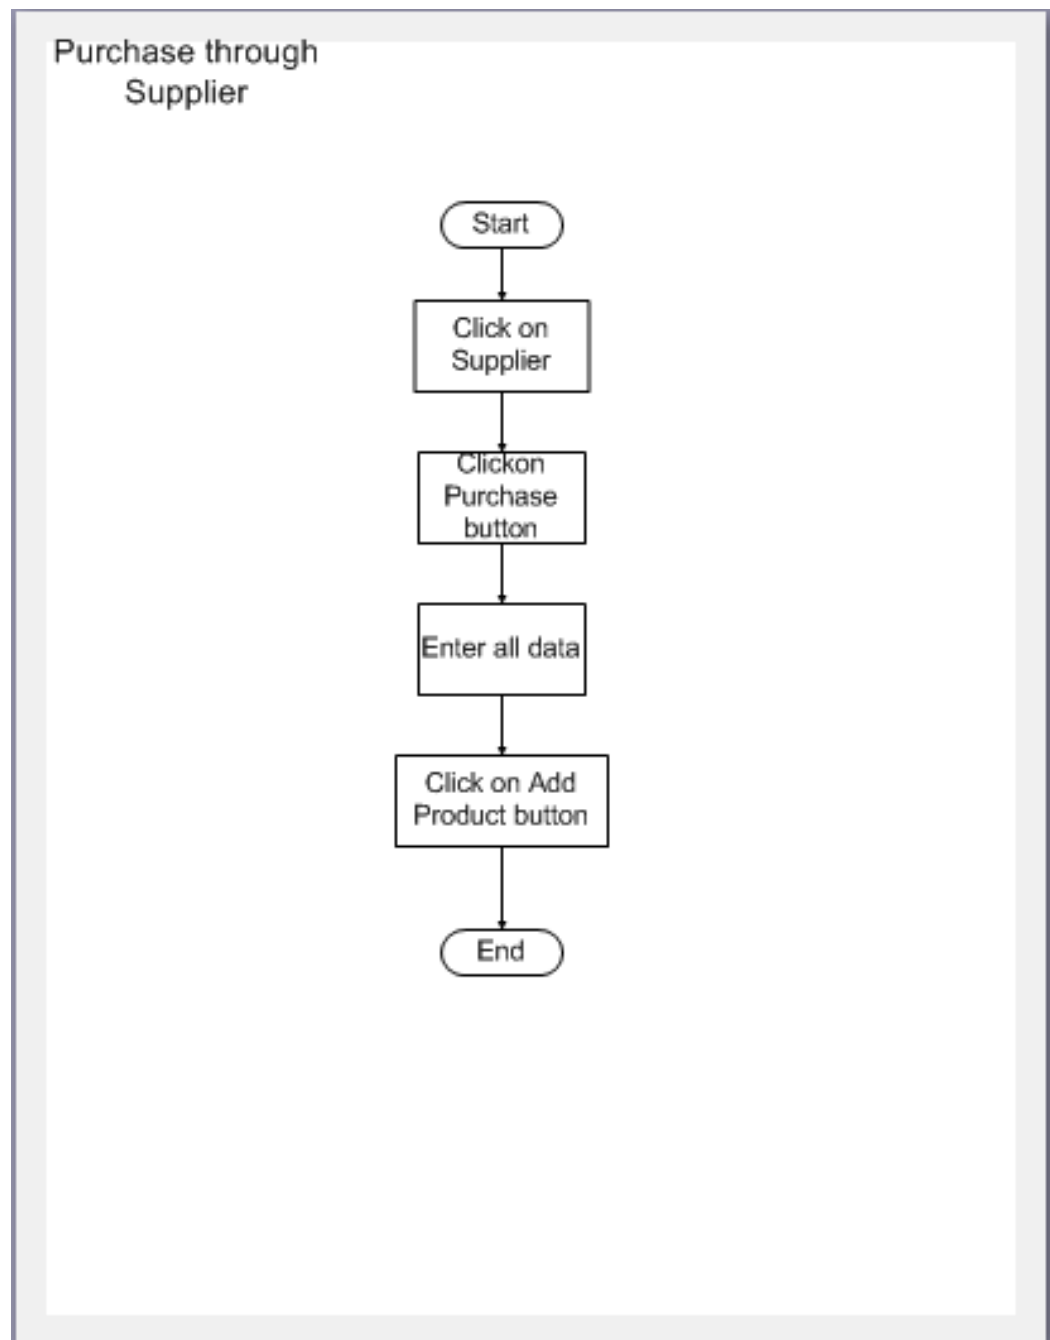 Purchase through
Supplier
Start
Click on
Supplier
Clickon
Purchase
button
Enter all data
Click on Add
Product button
End